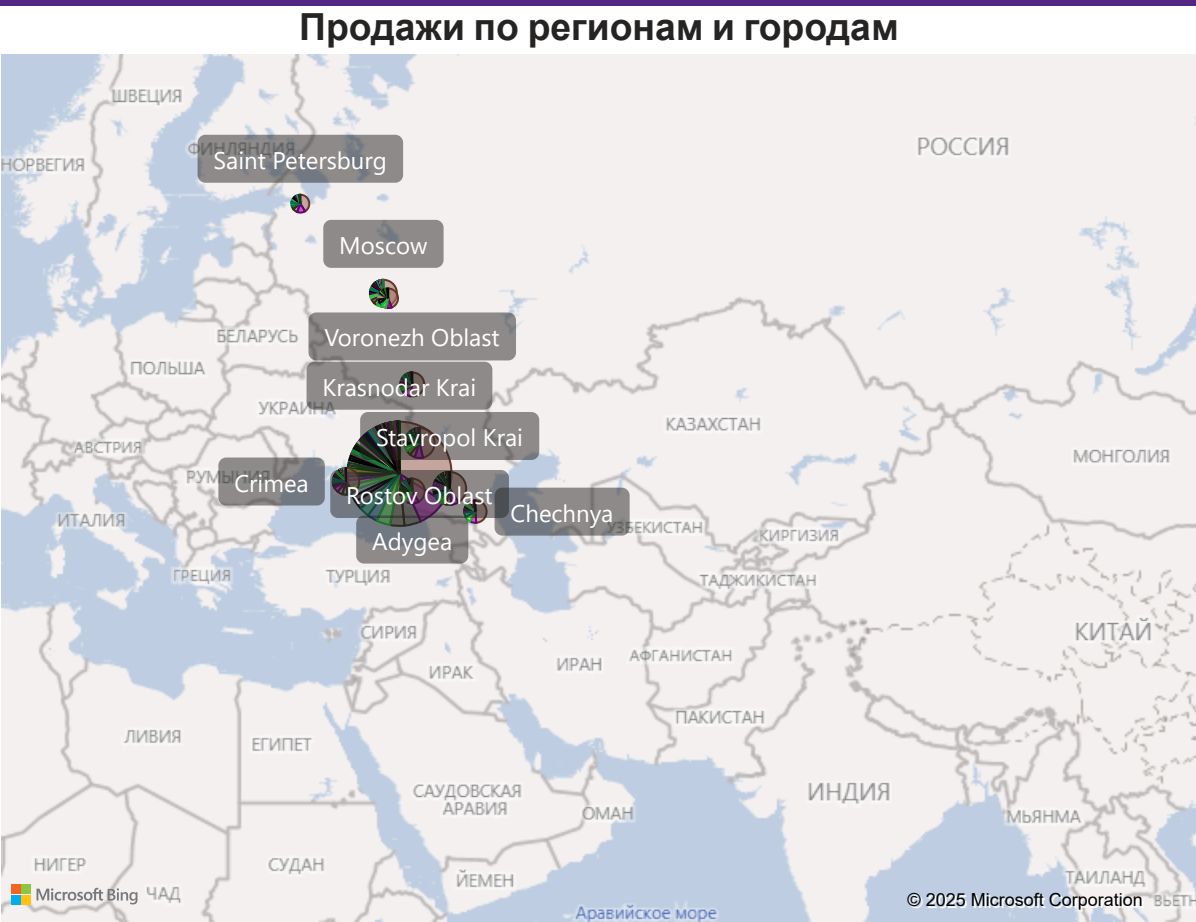 Продажи по регионам и городам
ШВЕЦИЯ
РОССИЯ
ФИНЛЯНДИЯ
Saint Petersburg
НОРВЕГИЯ
Moscow
БЕЛАРУСЬ
Voronezh Oblast
ПОЛЬША
Krasnodar Krai
УКРАИНА
КАЗАХСТАН
Stavropol Krai
АВСТРИЯ
МОНГОЛИЯ
РУМЫНИЯ
Crimea
Rostov Oblast
Chechnya
ИТАЛИЯ
УЗБЕКИСТАН
КИРГИЗИЯ
Adygea
ГРЕЦИЯ
ТУРЦИЯ
ТАДЖИКИСТАН
СИРИЯ
КИТАЙ
ИРАК
ИРАН
АФГАНИСТАН
ПАКИСТАН
ЛИВИЯ
ЕГИПЕТ
САУДОВСКАЯ
АРАВИЯ
ОМАН
ИНДИЯ
МЬЯНМА
НИГЕР
СУДАН
ЙЕМЕН
ТАИЛАНД
Microsoft Bing
ЧАД
© 2025 Microsoft Corporation
ВЬЕТН
Аравийское море